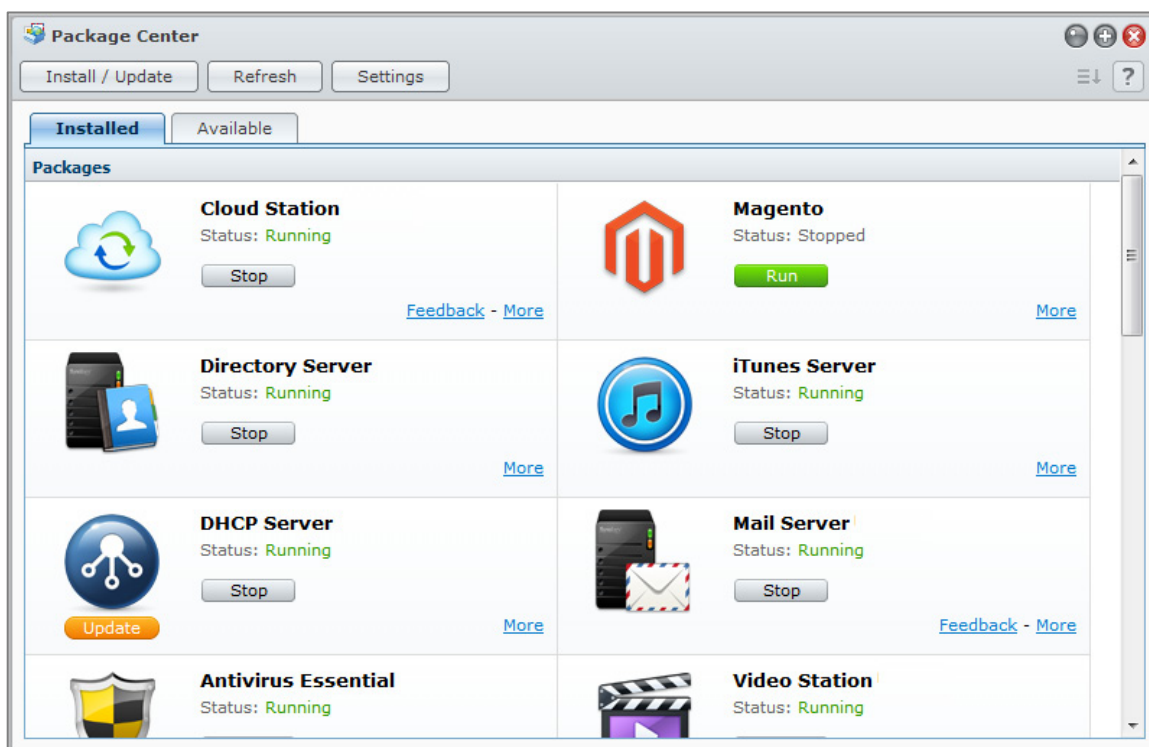 Package Center
Install / Update Refresh Settings ?
Installed Available
Packages
Cloud Station
Status: Running
Stop
Feedback - More
Magento
Status: Stopped
Run
More
Directory Server
Status: Running
Stop
More
iTunes Server
Status: Running
Stop
More
DHCP Server
Status: Running
Stop
Update
More
Mail Server
Status: Running
Stop
Feedback - More
Antivirus Essential
Status: Running
Video Station
Status: Running